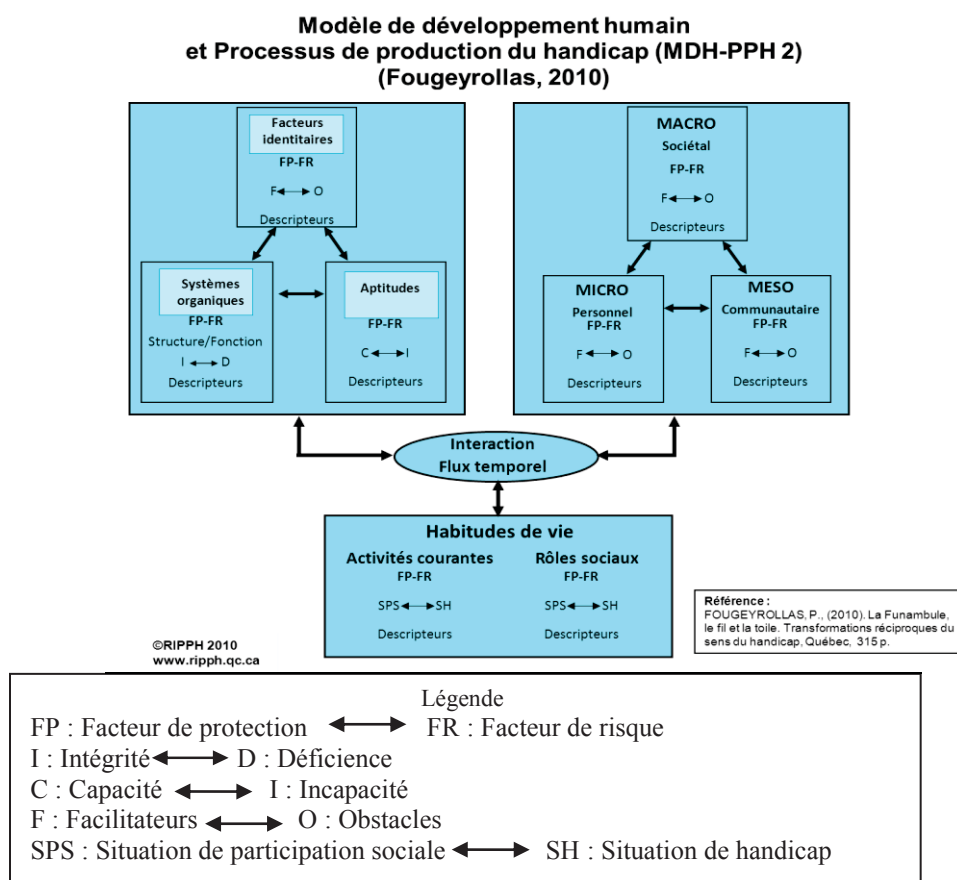 Modèle de développement humain
et Processus de production du handicap (MDH-PPH 2)
(Fougeyrollas, 2010)
Facteurs
identitaires
FP-FR
F O
Descripteurs
Systèmes
organiques
FP-FR
Structure/Fonction
I D
Descripteurs
Aptitudes
FP-FR
C I
Descripteurs
MACRO
Sociétal
FP-FR
F O
Descripteurs
MICRO
Personnel
FP-FR
F O
Descripteurs
MESO
Communautaire
FP-FR
F O
Descripteurs
Interaction
Flux temporel
Habitudes de vie
Activités courantes
FP-FR
SPS SH
Descripteurs
Rôles sociaux
FP-FR
SPS SH
Descripteurs
Référence :
FOUGEYROLLAS, P., (2010). La Funambule,
le fil et la toile. Transformations réciproques du
sens du handicap, Québec, 315 p.
©RIPPH 2010
www.ripph.qc.ca
Légende
FP : Facteur de protection FR : Facteur de risque
I : Intégrité D : Déficience
C : Capacité I : Incapacité
F : Facilitateurs O : Obstacles
SPS : Situation de participation sociale SH : Situation de handicap